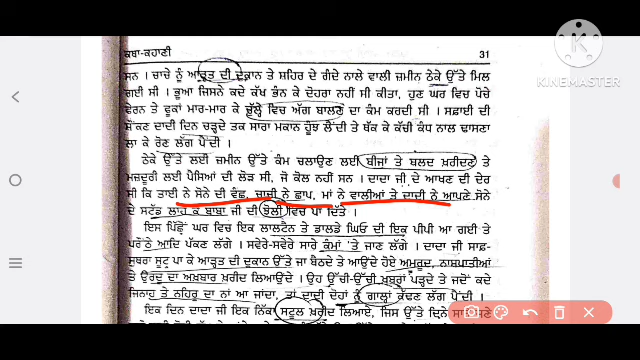 ਕਥਾ-ਕਹਾਣੀ 31
ਸਨ। ਚਾਚੇ ਨੂੰ ਆੜ੍ਹਤ ਦੀ ਦੁਕਾਨ ਤੇ ਸ਼ਹਿਰ ਦੇ ਗੰਦੇ ਨਾਲੇ ਵਾਲੀ ਜ਼ਮੀਨ ਠੇਕੇ ਉੱਤੇ ਮਿਲ
ਗਈ ਸੀ। ਭੂਆ ਜਿਸਨੇ ਕਦੇ ਕੱਖ ਭੰਨ ਕੇ ਦੋਹਰਾ ਨਹੀਂ ਸੀ ਕੀਤਾ, ਹੁਣ ਘਰ ਵਿਚ ਪੋਚੇ
ਫੇਰਨ ਤੇ ਫੂਕਾਂ ਮਾਰ-ਮਾਰ ਕੇ ਚੁੱਲ੍ਹੇ ਵਿਚ ਅੱਗ ਬਾਲਣ ਦਾ ਕੰਮ ਕਰਦੀ ਸੀ। ਸਫ਼ਾਈ ਦੀ
ਸ਼ੌਕਣ ਦਾਦੀ ਦਿਨ ਚੜ੍ਹਦੇ ਤਕ ਸਾਰਾ ਮਕਾਨ ਹੂੰਝ ਲੈਂਦੀ ਤੇ ਥੱਕ ਕੇ ਕੱਚੀ ਕੰਧ ਨਾਲ ਢਾਸਣਾ
ਲਾ ਕੇ ਰੋਣ ਲੱਗ ਪੈਂਦੀ।
ਠੇਕੇ ਉਤੇ ਲਈ ਜ਼ਮੀਨ ਉੱਤੇ ਕੰਮ ਚਲਾਉਣ ਲਈ ਬੀਜਾਂ ਤੇ ਬਲਦ ਖ਼ਰੀਦਣ ਤੇ
ਮਜ਼ਦੂਰੀ ਲਈ ਪੈਸਿਆਂ ਦੀ ਲੋੜ ਸੀ, ਜੋ ਕੋਲ ਨਹੀਂ ਸਨ। ਦਾਦਾ ਜੀ ਦੇ ਆਖਣ ਦੀ ਦੇਰ
ਸੀ ਕਿ ਤਾਈ ਨੇ ਸੋਨੇ ਦੀ ਵੰਙ, ਚਾਚੀ ਨੇ ਛਾਪ, ਮਾਂ ਨੇ ਵਾਲੀਆਂ ਤੇ ਦਾਦੀ ਨੇ ਆਪਣੇ ਸੋਨੇ
ਦੇ ਸਟੱਡ ਲਾਹ ਕੇ ਬਾਬਾ ਜੀ ਦੀ ਝੋਲੀ ਵਿਚ ਪਾ ਦਿੱਤੇ।
ਇਸ ਪਿੱਛੋਂ ਘਰ ਵਿਚ ਇਕ ਲਾਲਟੈਨ ਤੇ ਡਾਲਡੇ ਘਿਓ ਦੀ ਇਕ ਪੀਪੀ ਆ ਗਈ ਤੇ
ਪਰੌਂਠੇ ਆਦਿ ਪੱਕਣ ਲੱਗੇ। ਸਵੇਰੇ-ਸਵੇਰੇ ਸਾਰੇ ਕੰਮਾਂ 'ਤੇ ਜਾਣ ਲੱਗੇ। ਦਾਦਾ ਜੀ ਸਾਫ਼-
ਸੁਥਰਾ ਸੂਟ ਪਾ ਕੇ ਆੜ੍ਹਤ ਦੀ ਦੁਕਾਨ ਉੱਤੇ ਜਾ ਬੈਠਦੇ ਤੇ ਆਉਂਦੇ ਹੋਏ ਅਮਰੂਦ, ਨਾਸ਼ਪਾਤੀਆਂ
ਤੇ ਉਰਦੂ ਦਾ ਅਖ਼ਬਾਰ ਖ਼ਰੀਦ ਲਿਆਉਂਦੇ। ਉਹ ਉੱਚੀ-ਉੱਚੀ ਖ਼ਬਰਾਂ ਪੜ੍ਹਦੇ ਤੇ ਜਦੋਂ ਕਦੇ
ਜਿਨਾਹ ਤੇ ਨਹਿਰੂ ਦਾ ਨਾਂ ਆ ਜਾਂਦਾ, ਤਾਂ ਦਾਦੀ ਦੋਹਾਂ ਨੂੰ ਗਾਲ੍ਹਾਂ ਕੱਢਣ ਲੱਗ ਪੈਂਦੀ।
ਇਕ ਦਿਨ ਦਾਦਾ ਜੀ ਇਕ ਨਿੱਕਾ ਸਟੂਲ ਖ਼ਰੀਦ ਲਿਆਏ, ਜਿਸ ਉੱਤੇ
KINEMASTER